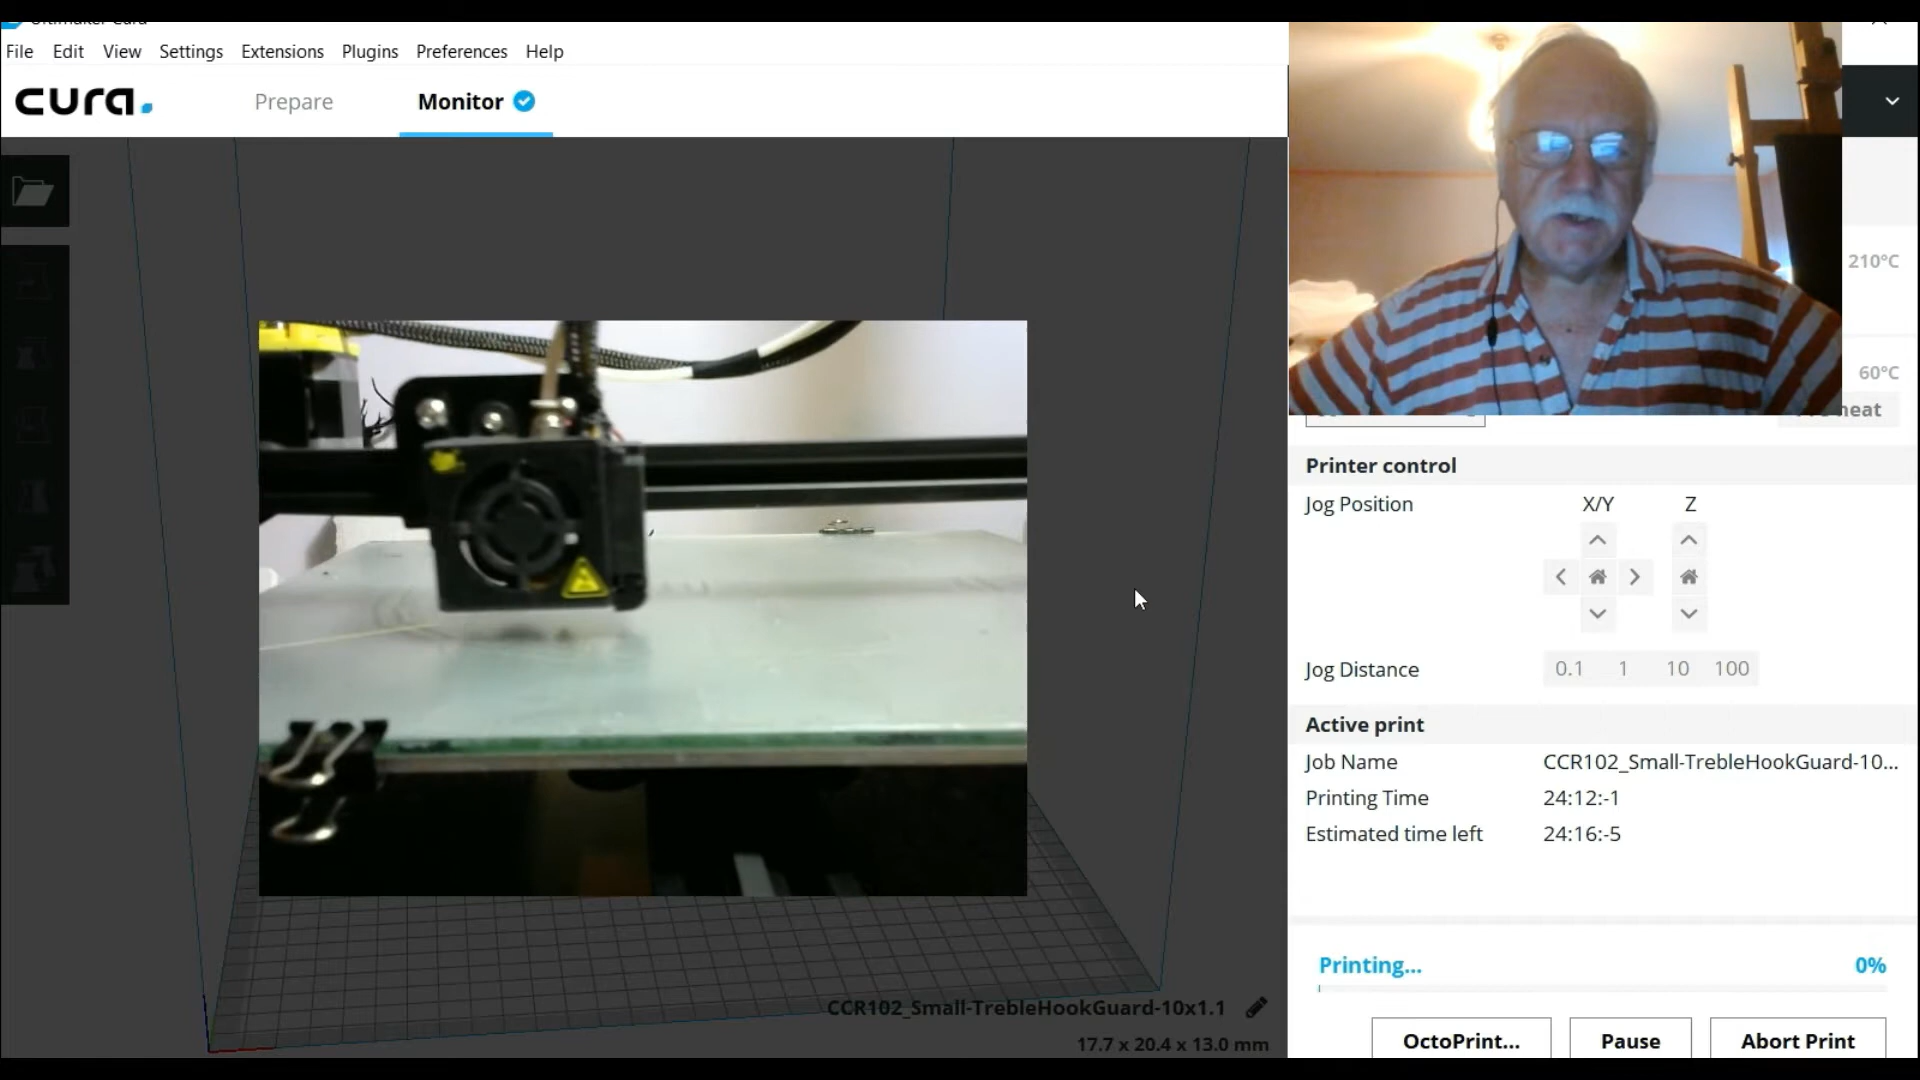 Ultimaker Cura
File Edit View Settings Extensions Plugins Preferences Help
cura. Prepare Monitor
210°C
60°C
heat
Printer control
Jog Position X/Y Z
Jog Distance 0.1 1 10 100
Active print
Job Name CCR102_Small-TrebleHookGuard-10...
Printing Time 24:12:-1
Estimated time left 24:16:-5
Printing... 0%
CCR102_Small-TrebleHookGuard-10x1.1
17.7 x 20.4 x 13.0 mm
OctoPrint... Pause Abort Print